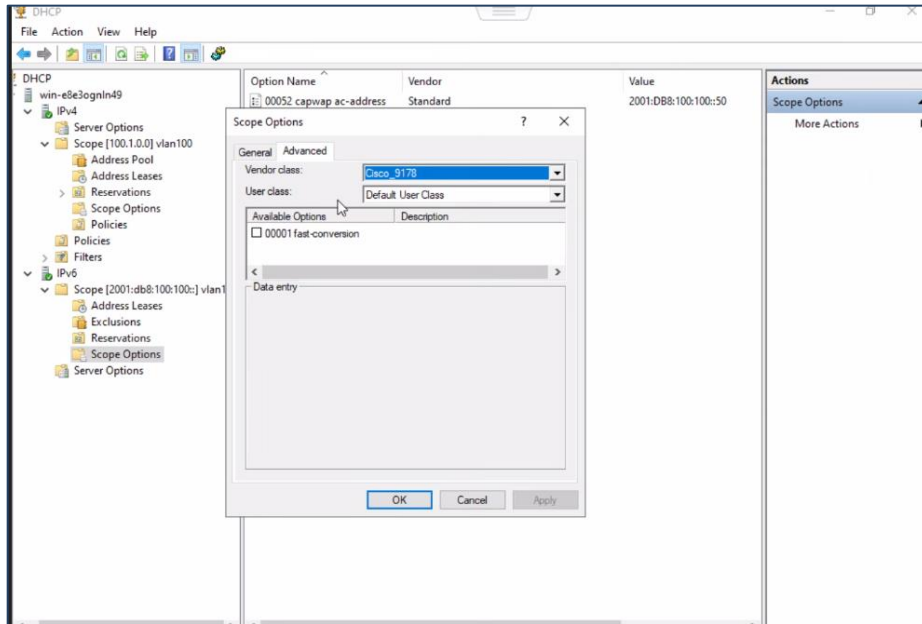 DHCP
File Action View Help
DHCP
win-e8e3ognln49
IPv4
Server Options
Scope [100.1.0.0] vlan100
Address Pool
Address Leases
Reservations
Scope Options
Policies
Policies
Filters
IPv6
Scope [2001:db8:100:100::] vlan1
Address Leases
Exclusions
Reservations
Scope Options
Server Options
Option Name Vendor Value
00052 capwap ac-address Standard 2001:DB8:100:100::50
Scope Options ? X
General Advanced
Vendor class: Cisco_9178
User class: Default User Class
Available Options Description
00001 fast-conversion
Data entry
OK Cancel Apply
Actions
Scope Options
More Actions